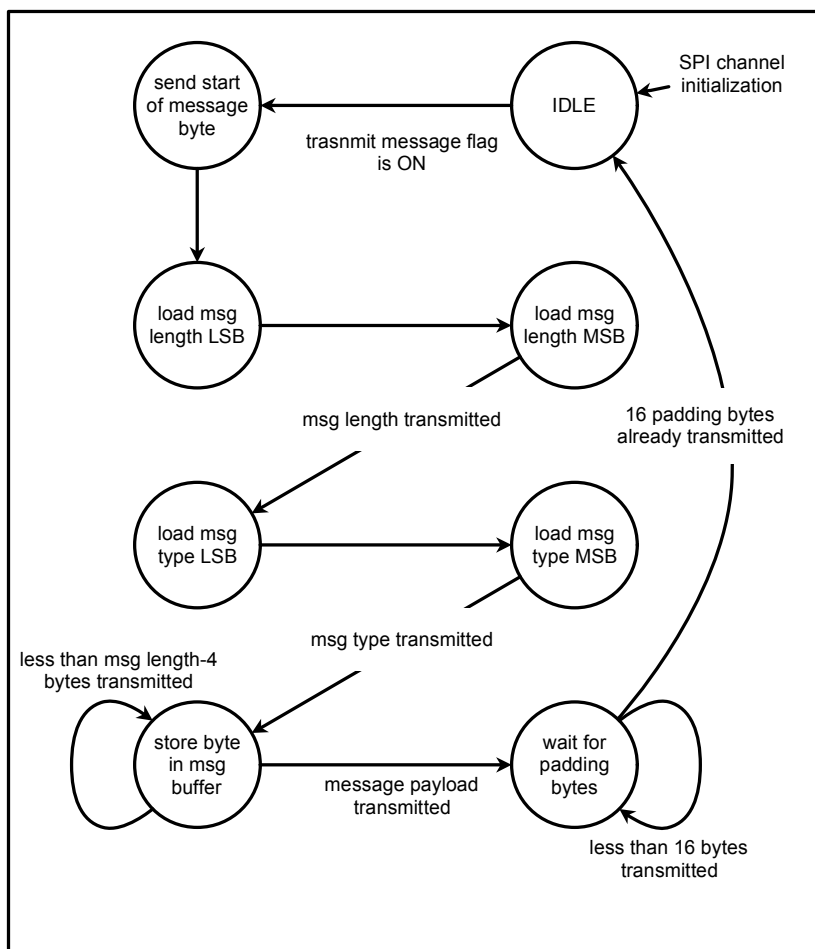 send start
of message
byte
IDLE
SPI channel
initialization
trasnmit message flag
is ON
load msg
length LSB
load msg
length MSB
msg length transmitted
16 padding bytes
already transmitted
load msg
type LSB
load msg
type MSB
msg type transmitted
less than msg length-4
bytes transmitted
store byte
in msg
buffer
message payload
transmitted
wait for
padding
bytes
less than 16 bytes
transmitted